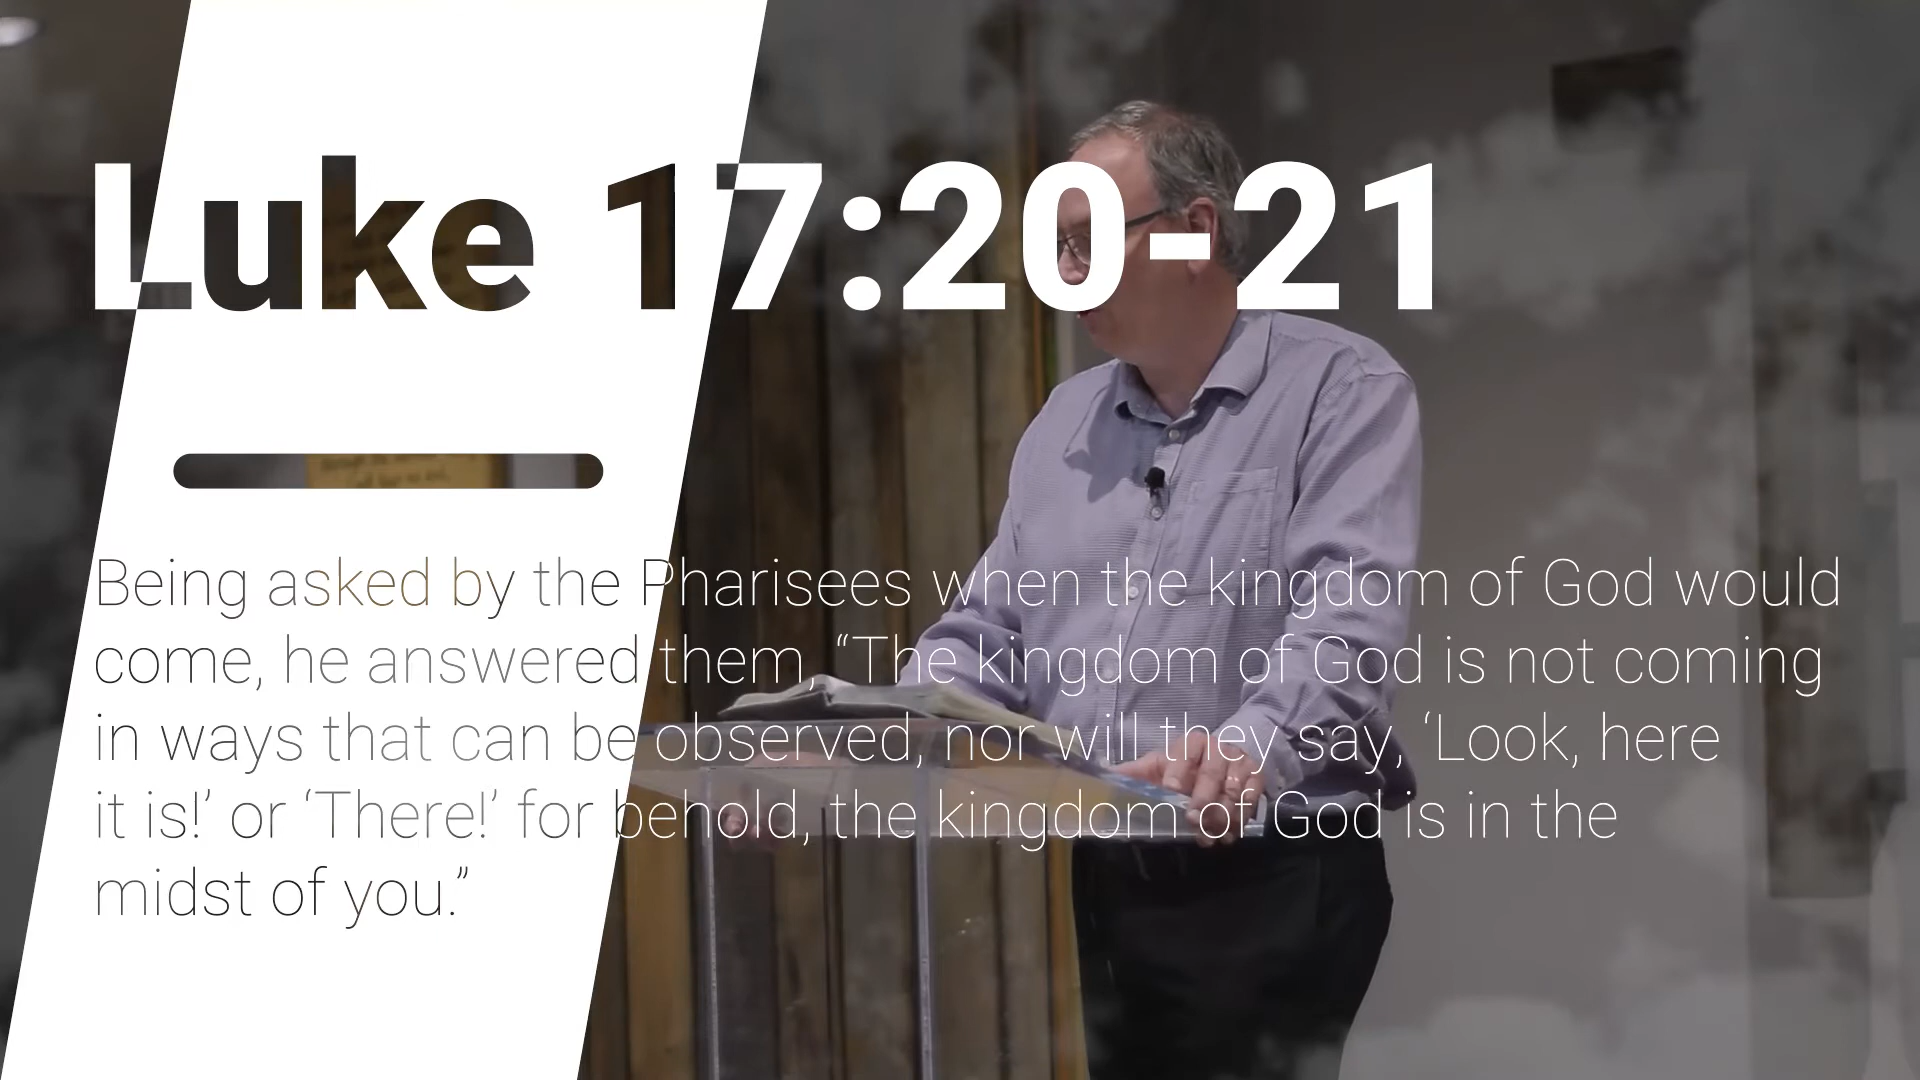 Luke 17:20-21
Being asked by the Pharisees when the kingdom of God would
come, he answered them, “The kingdom of God is not coming
in ways that can be observed, nor will they say, ‘Look, here
it is!’ or ‘There!’ for behold, the kingdom of God is in the
midst of you.”